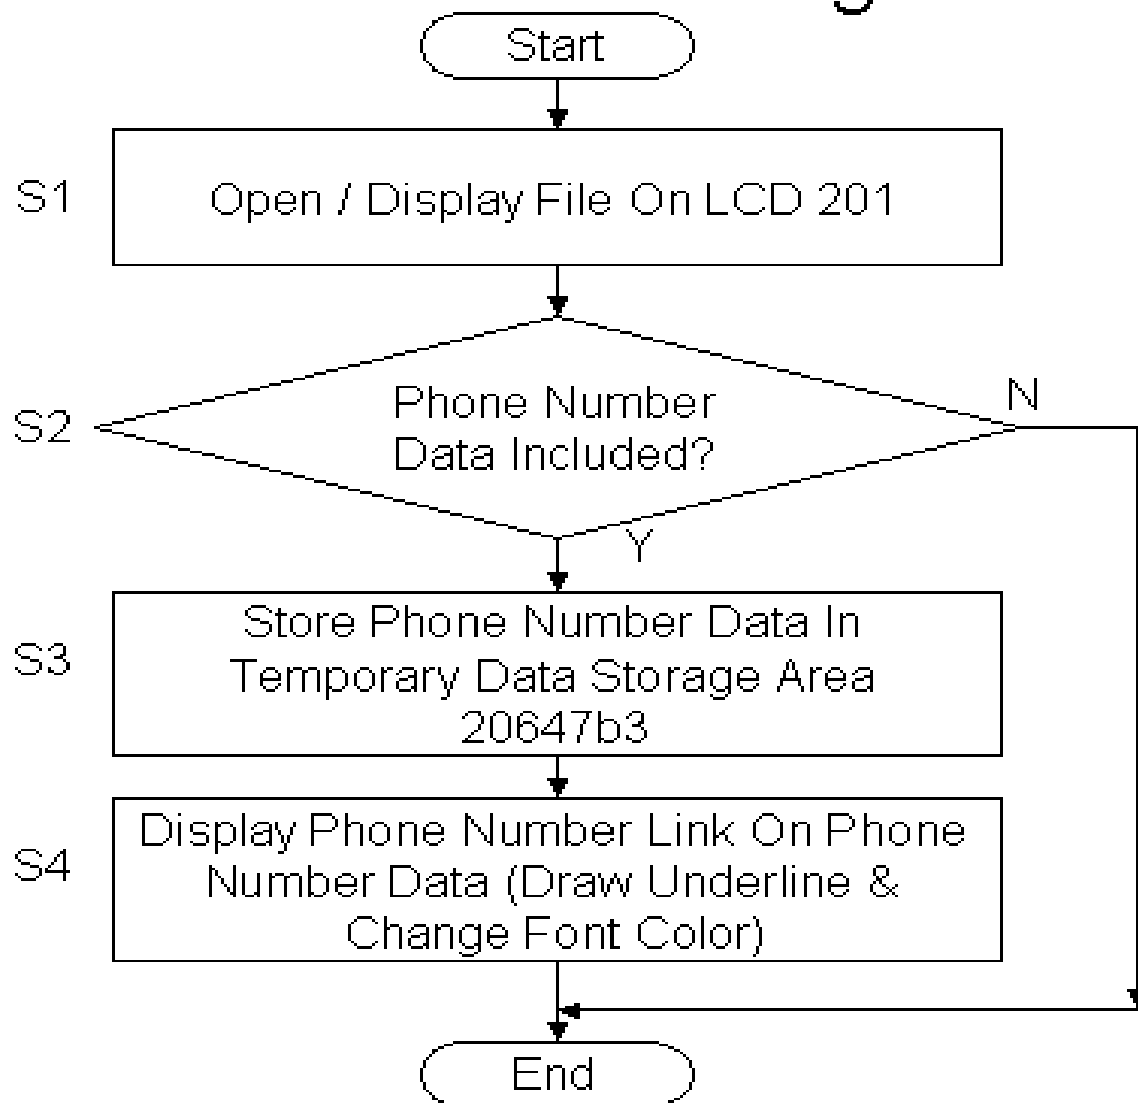 Start
S1
Open / Display File On LCD 201
S2
Phone Number
Data Included?
N
Y
S3
Store Phone Number Data In
Temporary Data Storage Area
20647b3
S4
Display Phone Number Link On Phone
Number Data (Draw Underline &
Change Font Color)
End